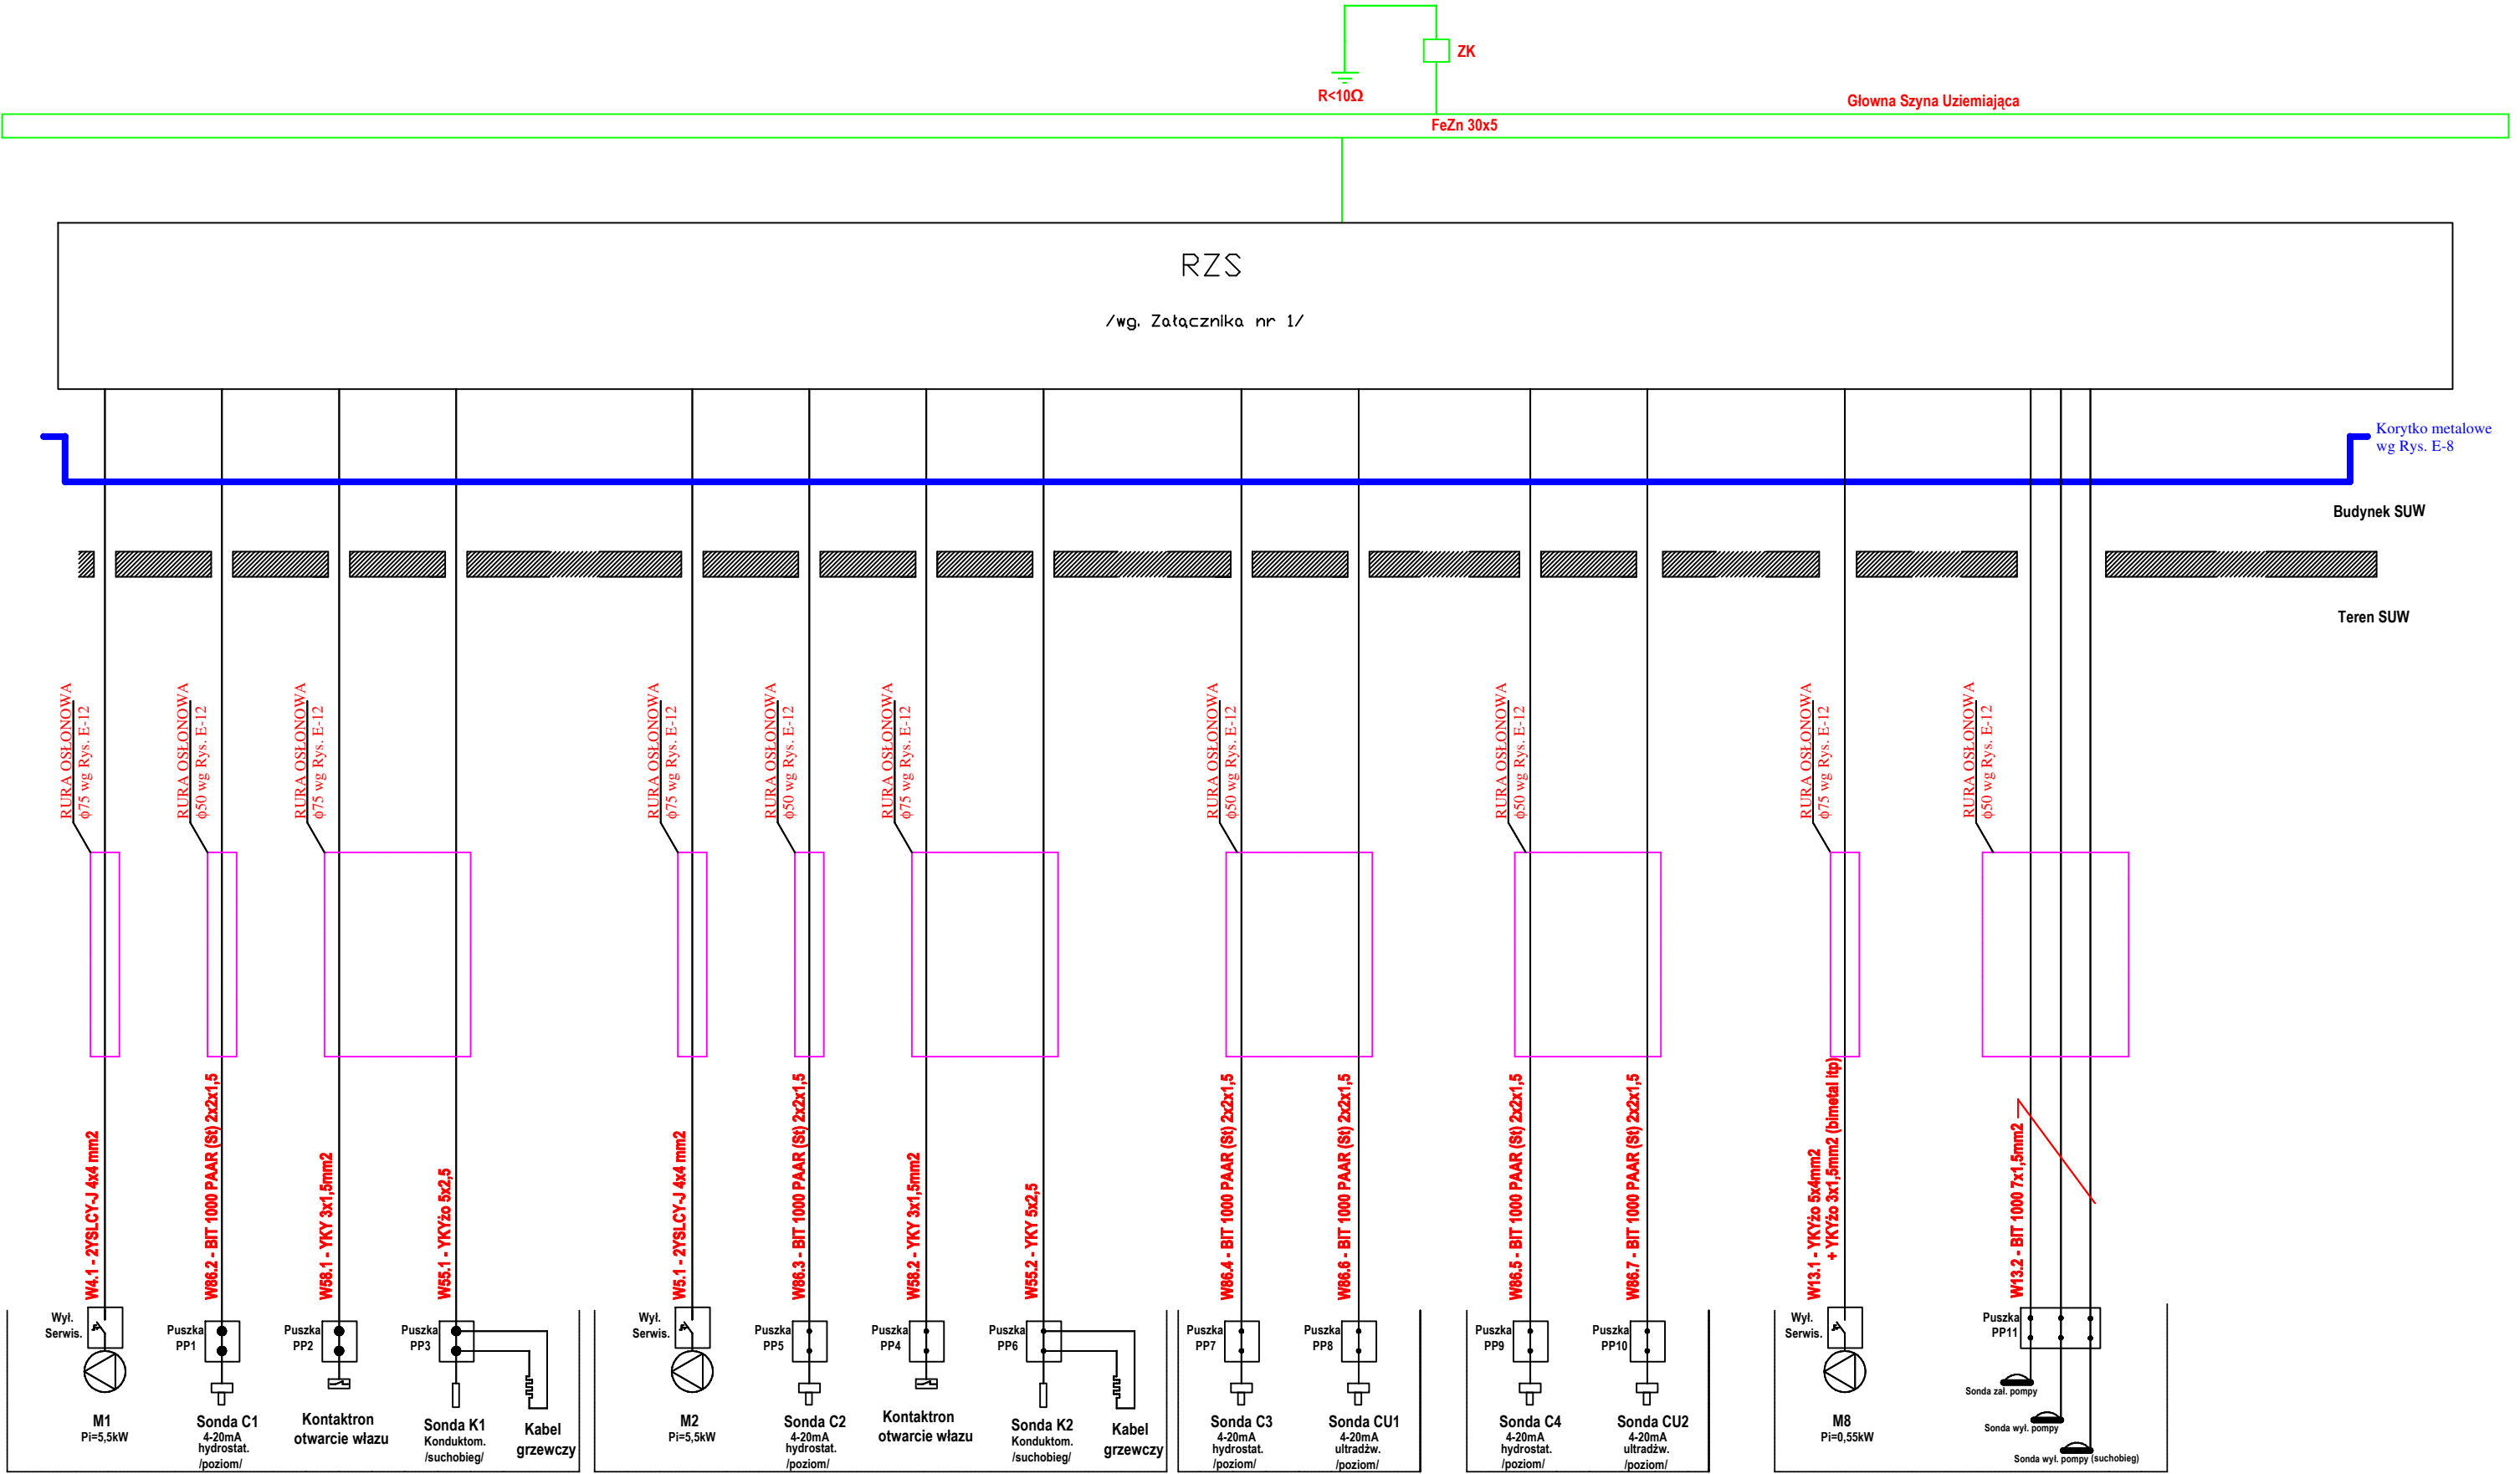 ZK
R<10Ω
Głowna Szyna Uziemiająca
FeZn 30x5
RZS
/wg. Załącznika nr 1/
Korytko metalowe
wg Rys. E-8
Budynek SUW
Teren SUW
RURA OSŁONOWA
ϕ75 wg Rys. E-12
RURA OSŁONOWA
ϕ50 wg Rys. E-12
RURA OSŁONOWA
ϕ75 wg Rys. E-12
RURA OSŁONOWA
ϕ75 wg Rys. E-12
RURA OSŁONOWA
ϕ50 wg Rys. E-12
RURA OSŁONOWA
ϕ75 wg Rys. E-12
RURA OSŁONOWA
ϕ50 wg Rys. E-12
RURA OSŁONOWA
ϕ50 wg Rys. E-12
RURA OSŁONOWA
ϕ75 wg Rys. E-12
RURA OSŁONOWA
ϕ50 wg Rys. E-12
W4.1 - 2YSLCY-J 4x4 mm2
W86.2 - BIT 1000 PAAR (St) 2x2x1,5
W58.1 - YKY 3x1,5mm2
W55.1 - YKYżo 5x2,5
W5.1 - 2YSLCY-J 4x4 mm2
W86.3 - BIT 1000 PAAR (St) 2x2x1,5
W58.2 - YKY 3x1,5mm2
W55.2 - YKY 5x2,5
W86.4 - BIT 1000 PAAR (St) 2x2x1,5
W86.6 - BIT 1000 PAAR (St) 2x2x1,5
W86.5 - BIT 1000 PAAR (St) 2x2x1,5
W86.7 - BIT 1000 PAAR (St) 2x2x1,5
W13.1 - YKYżo 5x4mm2
+ YKYżo 3x1,5mm2 (bimetal itp)
W13.2 - BIT 1000 7x1,5mm2
Wył.
Serwis.
M1
Pi=5,5kW
Puszka
PP1
Sonda C1
4-20mA
hydrostat.
/poziom/
Puszka
PP2
Kontaktron
otwarcie włazu
Puszka
PP3
Sonda K1
Konduktom.
/suchobieg/
Kabel
grzewczy
Wył.
Serwis.
M2
Pi=5,5kW
Puszka
PP5
Sonda C2
4-20mA
hydrostat.
/poziom/
Puszka
PP4
Kontaktron
otwarcie włazu
Puszka
PP6
Sonda K2
Konduktom.
/suchobieg/
Kabel
grzewczy
Puszka
PP7
Sonda C3
4-20mA
hydrostat.
/poziom/
Puszka
PP8
Sonda CU1
4-20mA
ultradźw.
/poziom/
Puszka
PP9
Sonda C4
4-20mA
hydrostat.
/poziom/
Puszka
PP10
Sonda CU2
4-20mA
ultradźw.
/poziom/
Wył.
Serwis.
M8
Pi=0,55kW
Puszka
PP11
Sonda zał. pompy
Sonda wył. pompy
Sonda wył. pompy (suchobieg)